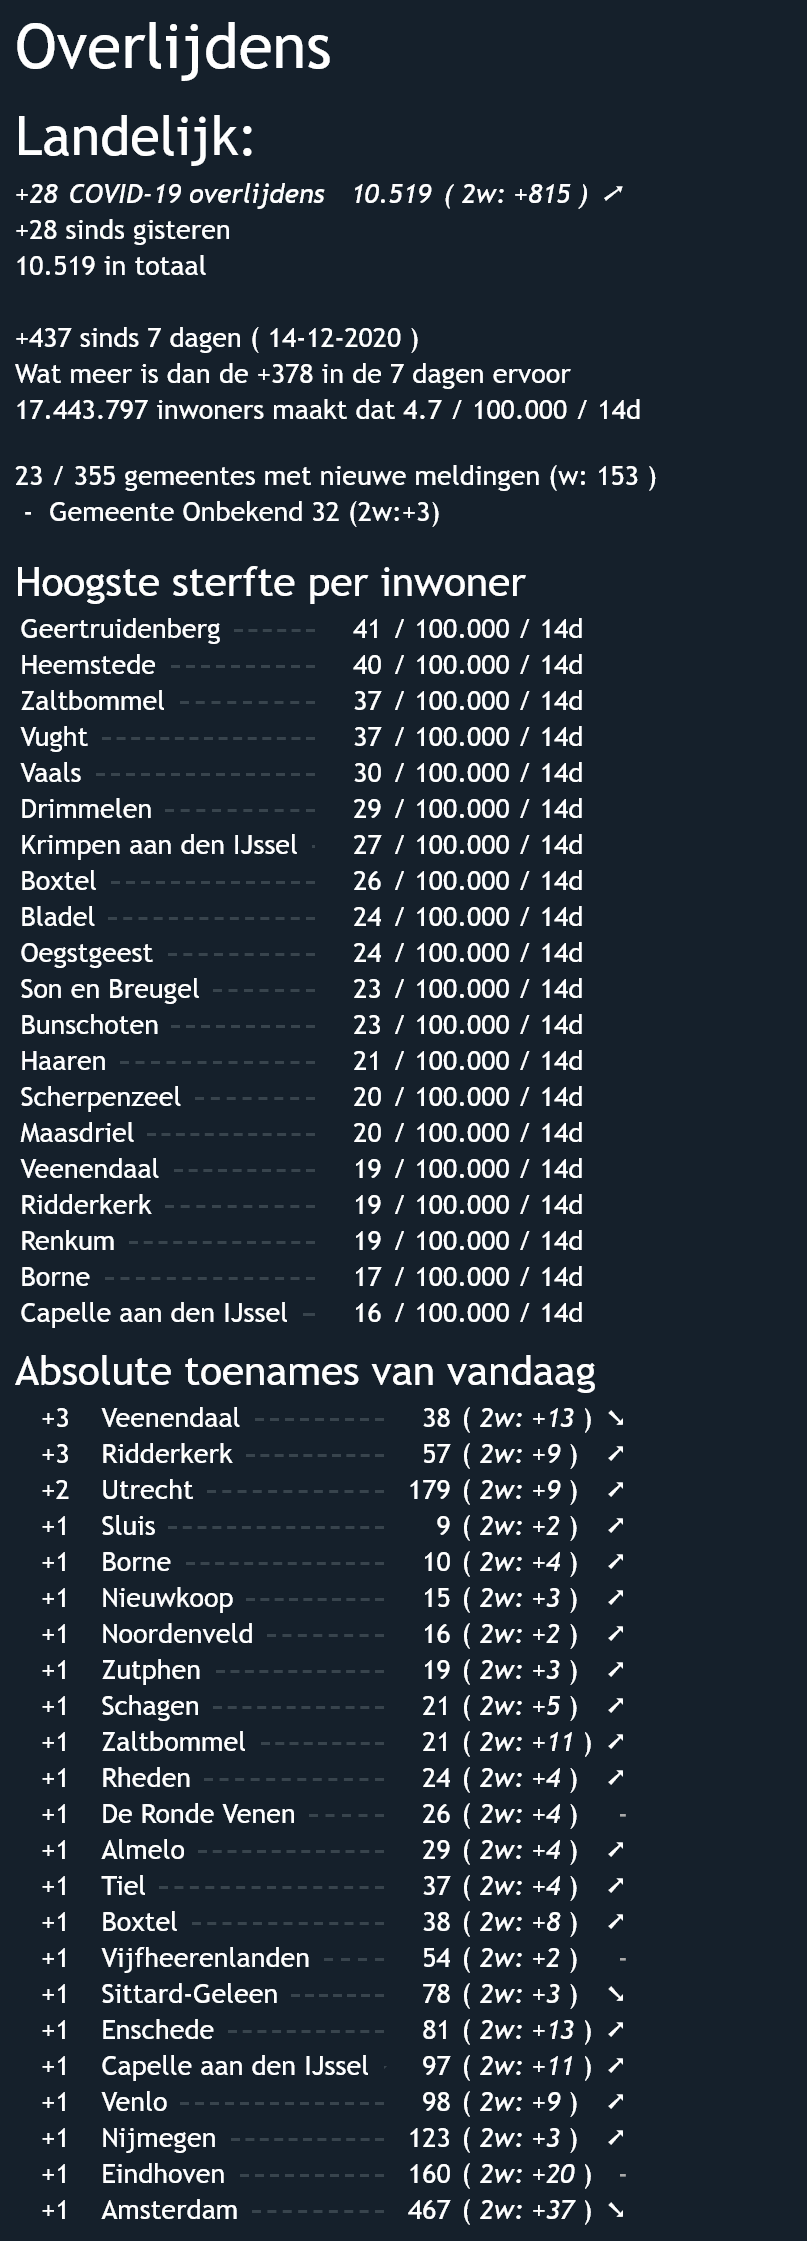 Overlijdens
Landelijk:
+28 COVID-19 overlijdens 10.519 ( 2w: +815 ) ➚
+28 sinds gisteren
10.519 in totaal
+437 sinds 7 dagen ( 14-12-2020 )
Wat meer is dan de +378 in de 7 dagen ervoor
17.443.797 inwoners maakt dat 4.7 / 100.000 / 14d
23 / 355 gemeentes met nieuwe meldingen (w: 153 )
- Gemeente Onbekend 32 (2w:+3)
Hoogste sterfte per inwoner
Geertruidenberg ------ 41 / 100.000 / 14d
Heemstede ---------- 40 / 100.000 / 14d
Zaltbommel --------- 37 / 100.000 / 14d
Vught -------------- 37 / 100.000 / 14d
Vaals -------------- 30 / 100.000 / 14d
Drimmelen ---------- 29 / 100.000 / 14d
Krimpen aan den IJssel - 27 / 100.000 / 14d
Boxtel ------------- 26 / 100.000 / 14d
Bladel ------------- 24 / 100.000 / 14d
Oegstgeest ---------- 24 / 100.000 / 14d
Son en Breugel ------- 23 / 100.000 / 14d
Bunschoten ---------- 23 / 100.000 / 14d
Haaren ------------- 21 / 100.000 / 14d
Scherpenzeel -------- 20 / 100.000 / 14d
Maasdriel ----------- 20 / 100.000 / 14d
Veenendaal ---------- 19 / 100.000 / 14d
Ridderkerk ---------- 19 / 100.000 / 14d
Renkum ------------ 19 / 100.000 / 14d
Borne -------------- 17 / 100.000 / 14d
Capelle aan den IJssel - 16 / 100.000 / 14d
Absolute toenames van vandaag
+3 Veenendaal --------- 38 ( 2w: +13 ) ➘
+3 Ridderkerk --------- 57 ( 2w: +9 ) ➚
+2 Utrecht ------------ 179 ( 2w: +9 ) ➚
+1 Sluis -------------- 9 ( 2w: +2 ) ➚
+1 Borne ------------- 10 ( 2w: +4 ) ➚
+1 Nieuwkoop --------- 15 ( 2w: +3 ) ➚
+1 Noordenveld -------- 16 ( 2w: +2 ) ➚
+1 Zutphen ----------- 19 ( 2w: +3 ) ➚
+1 Schagen ----------- 21 ( 2w: +5 ) ➚
+1 Zaltbommel -------- 21 ( 2w: +11 ) ➚
+1 Rheden ------------ 24 ( 2w: +4 ) ➚
+1 De Ronde Venen ----- 26 ( 2w: +4 ) -
+1 Almelo ------------ 29 ( 2w: +4 ) ➚
+1 Tiel --------------- 37 ( 2w: +4 ) ➚
+1 Boxtel ------------- 38 ( 2w: +8 ) ➚
+1 Vijfheerenlanden ---- 54 ( 2w: +2 ) -
+1 Sittard-Geleen ------- 78 ( 2w: +3 ) ➘
+1 Enschede ----------- 81 ( 2w: +13 ) ➚
+1 Capelle aan den IJssel - 97 ( 2w: +11 ) ➚
+1 Venlo -------------- 98 ( 2w: +9 ) ➚
+1 Nijmegen ---------- 123 ( 2w: +3 ) ➚
+1 Eindhoven ---------- 160 ( 2w: +20 ) -
+1 Amsterdam --------- 467 ( 2w: +37 ) ➘